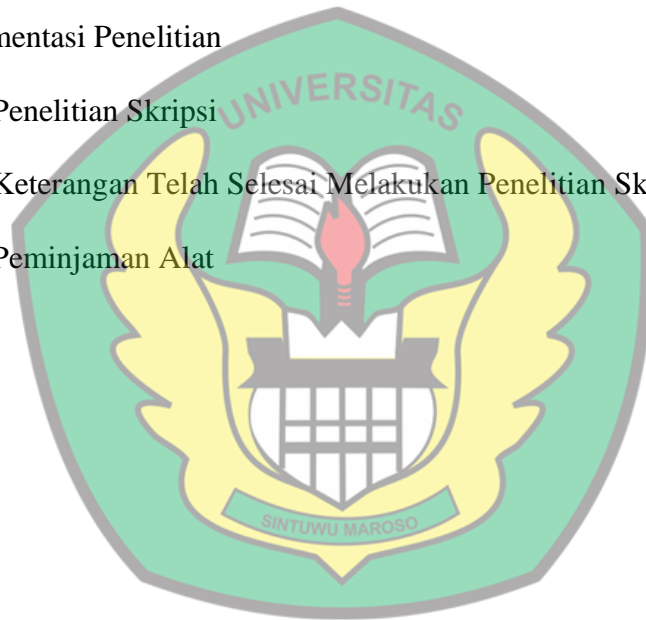 mentasi Penelitian
UNIVERSITAS
Penelitian Skripsi
Keterangan Telah Selesai Melakukan Penelitian Sk
Peminjaman Alat
SINTUWU MAROSO